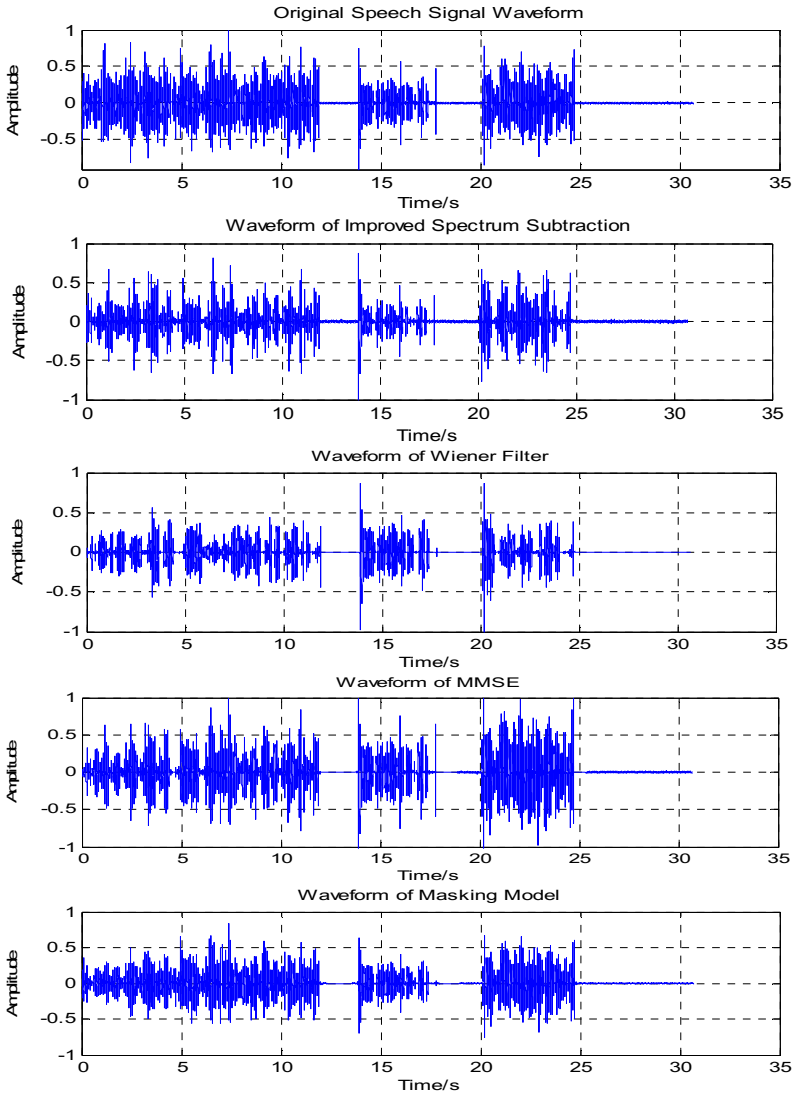 Original Speech Signal Waveform
1
0.5
0
-0.5
Amplitude
0 5 10 15 20 25 30 35
Time/s
Waveform of Improved Spectrum Subtraction
1
0.5
0
-0.5
-1
Amplitude
0 5 10 15 20 25 30 35
Time/s
Waveform of Wiener Filter
1
0.5
0
-0.5
-1
Amplitude
0 5 10 15 20 25 30 35
Time/s
Waveform of MMSE
1
0.5
0
-0.5
-1
Amplitude
0 5 10 15 20 25 30 35
Time/s
Waveform of Masking Model
1
0.5
0
-0.5
-1
Amplitude
0 5 10 15 20 25 30 35
Time/s